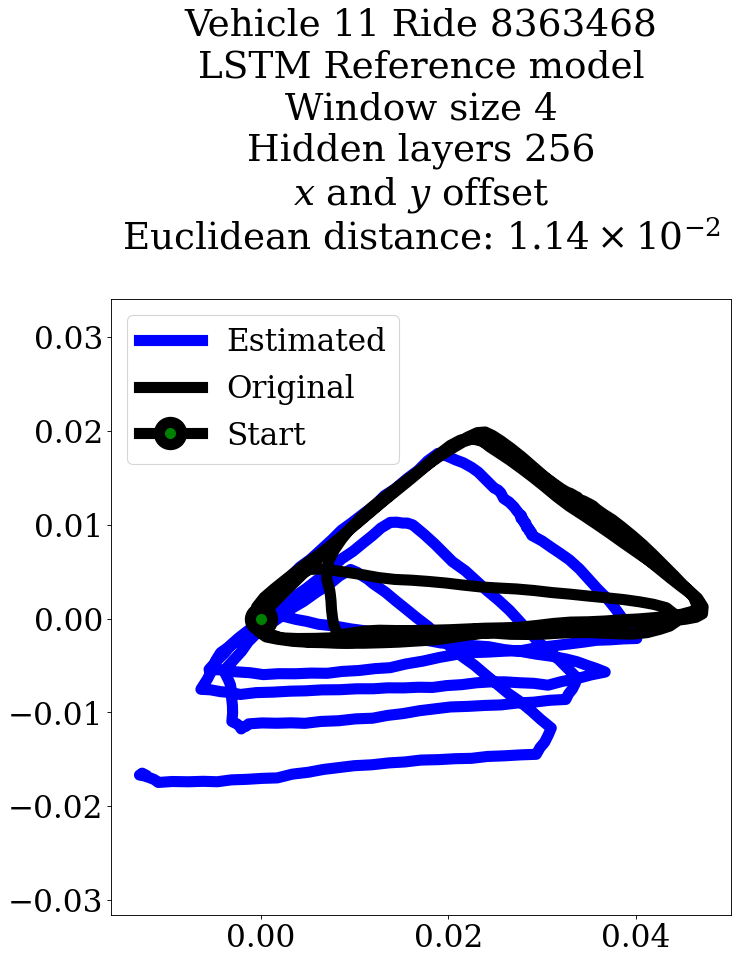 Vehicle 11 Ride 8363468
LSTM Reference model
Window size 4
Hidden layers 256
x and y offset
Euclidean distance: 1.14 × 10⁻²
Estimated
Original
Start
0.03
0.02
0.01
0.00
−0.01
−0.02
−0.03
0.00 0.02 0.04